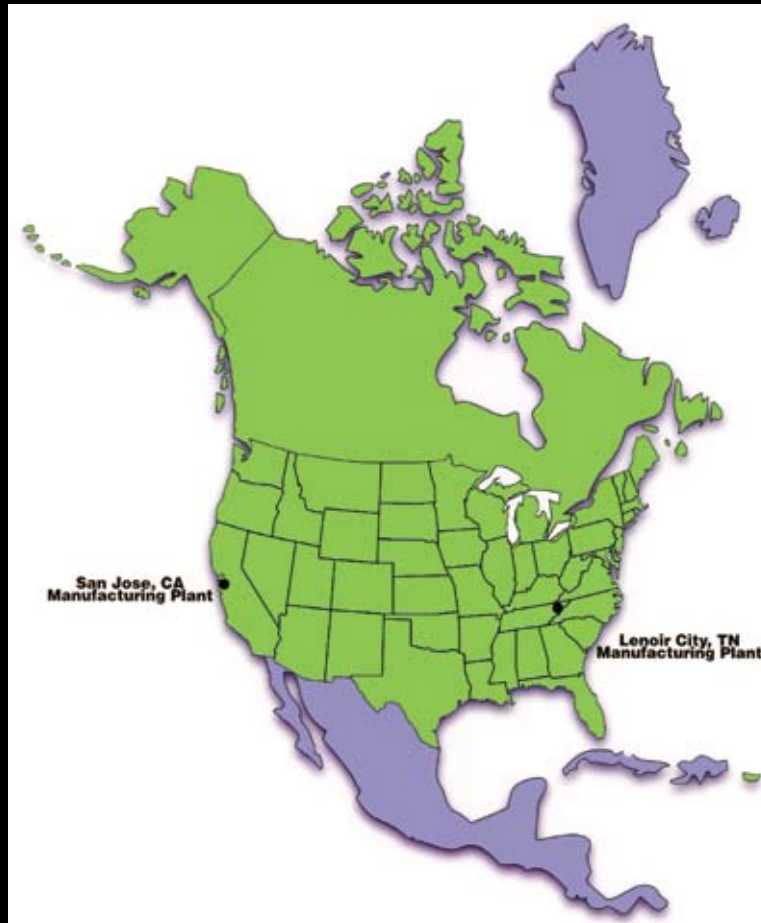 San Jose, CA
Manufacturing Plant
Lenoir City, TN
Manufacturing Plant